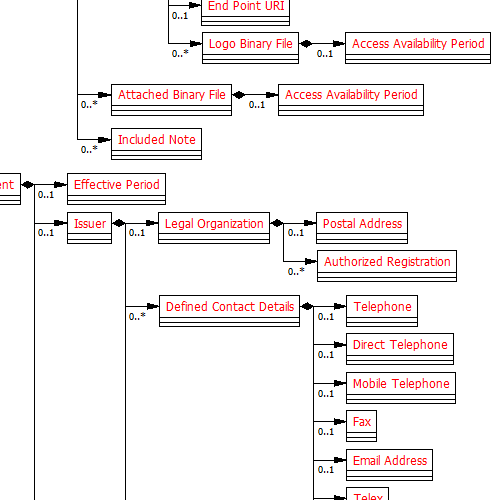 End Point URI
0..1
Logo Binary File
Access Availability Period
0..*
0..1
Attached Binary File
Access Availability Period
0..*
0..1
Included Note
0..*
ent
Effective Period
0..1
Issuer
Legal Organization
Postal Address
0..1
0..1
0..1
Authorized Registration
0..*
Defined Contact Details
Telephone
0..*
0..1
Direct Telephone
0..1
Mobile Telephone
0..1
Fax
0..1
Email Address
0..1
Telex